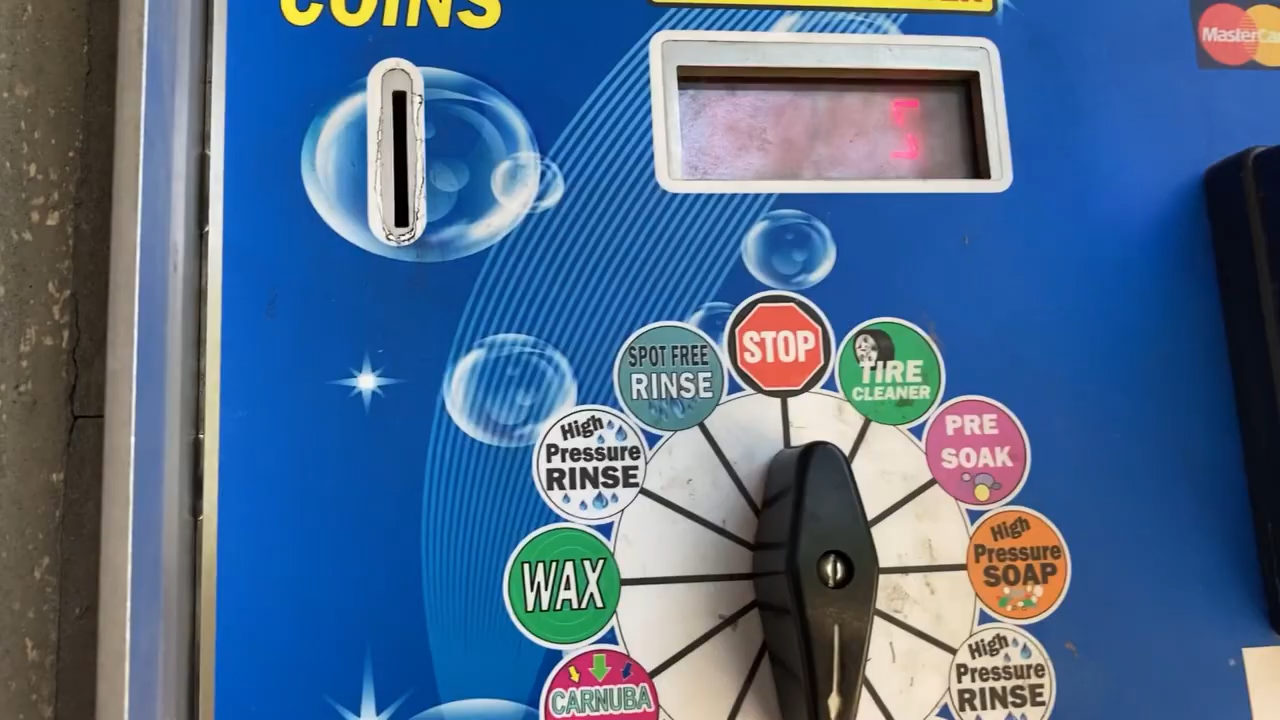 COINS
MasterCa
STOP
SPOT FREE
RINSE
TIRE
CLEANER
High
Pressure
RINSE
PRE
SOAK
WAX
High
Pressure
SOAP
CARNUBA
High
Pressure
RINSE